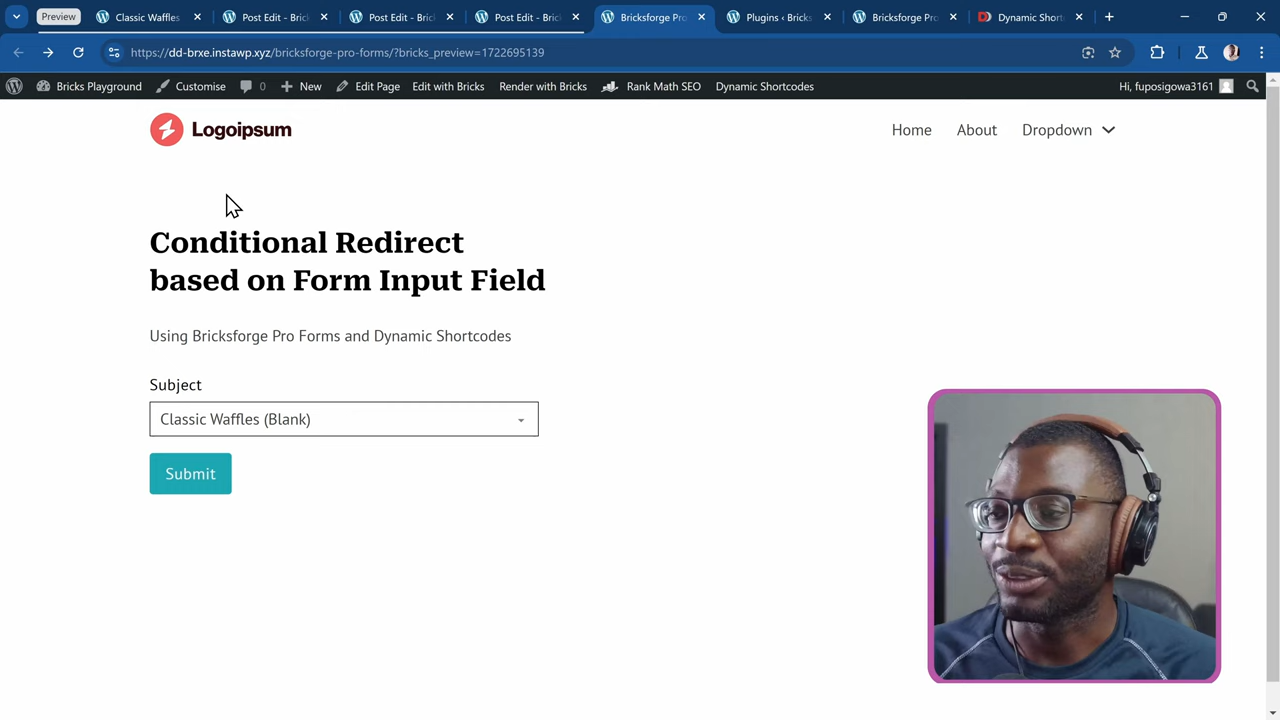 Preview
Classic Waffles
Post Edit - Bric
Post Edit - Bric
Post Edit - Bric
Bricksforge Pro
Plugins ‹ Bricks
Bricksforge Pro
Dynamic Short
https://dd-brxe.instawp.xyz/bricksforge-pro-forms/?bricks_preview=1722695139
Bricks Playground
Customise
0
New
Edit Page
Edit with Bricks
Render with Bricks
Rank Math SEO
Dynamic Shortcodes
Hi, fuposigowa3161
Logoipsum
Home
About
Dropdown
Conditional Redirect
based on Form Input Field
Using Bricksforge Pro Forms and Dynamic Shortcodes
Subject
Classic Waffles (Blank)
Submit